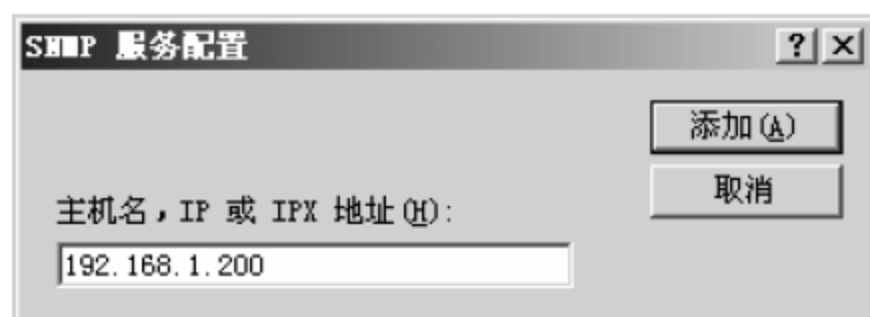 SNMP 服务配置
添加(A)
取消
主机名,IP 或 IPX 地址(H):
192.168.1.200